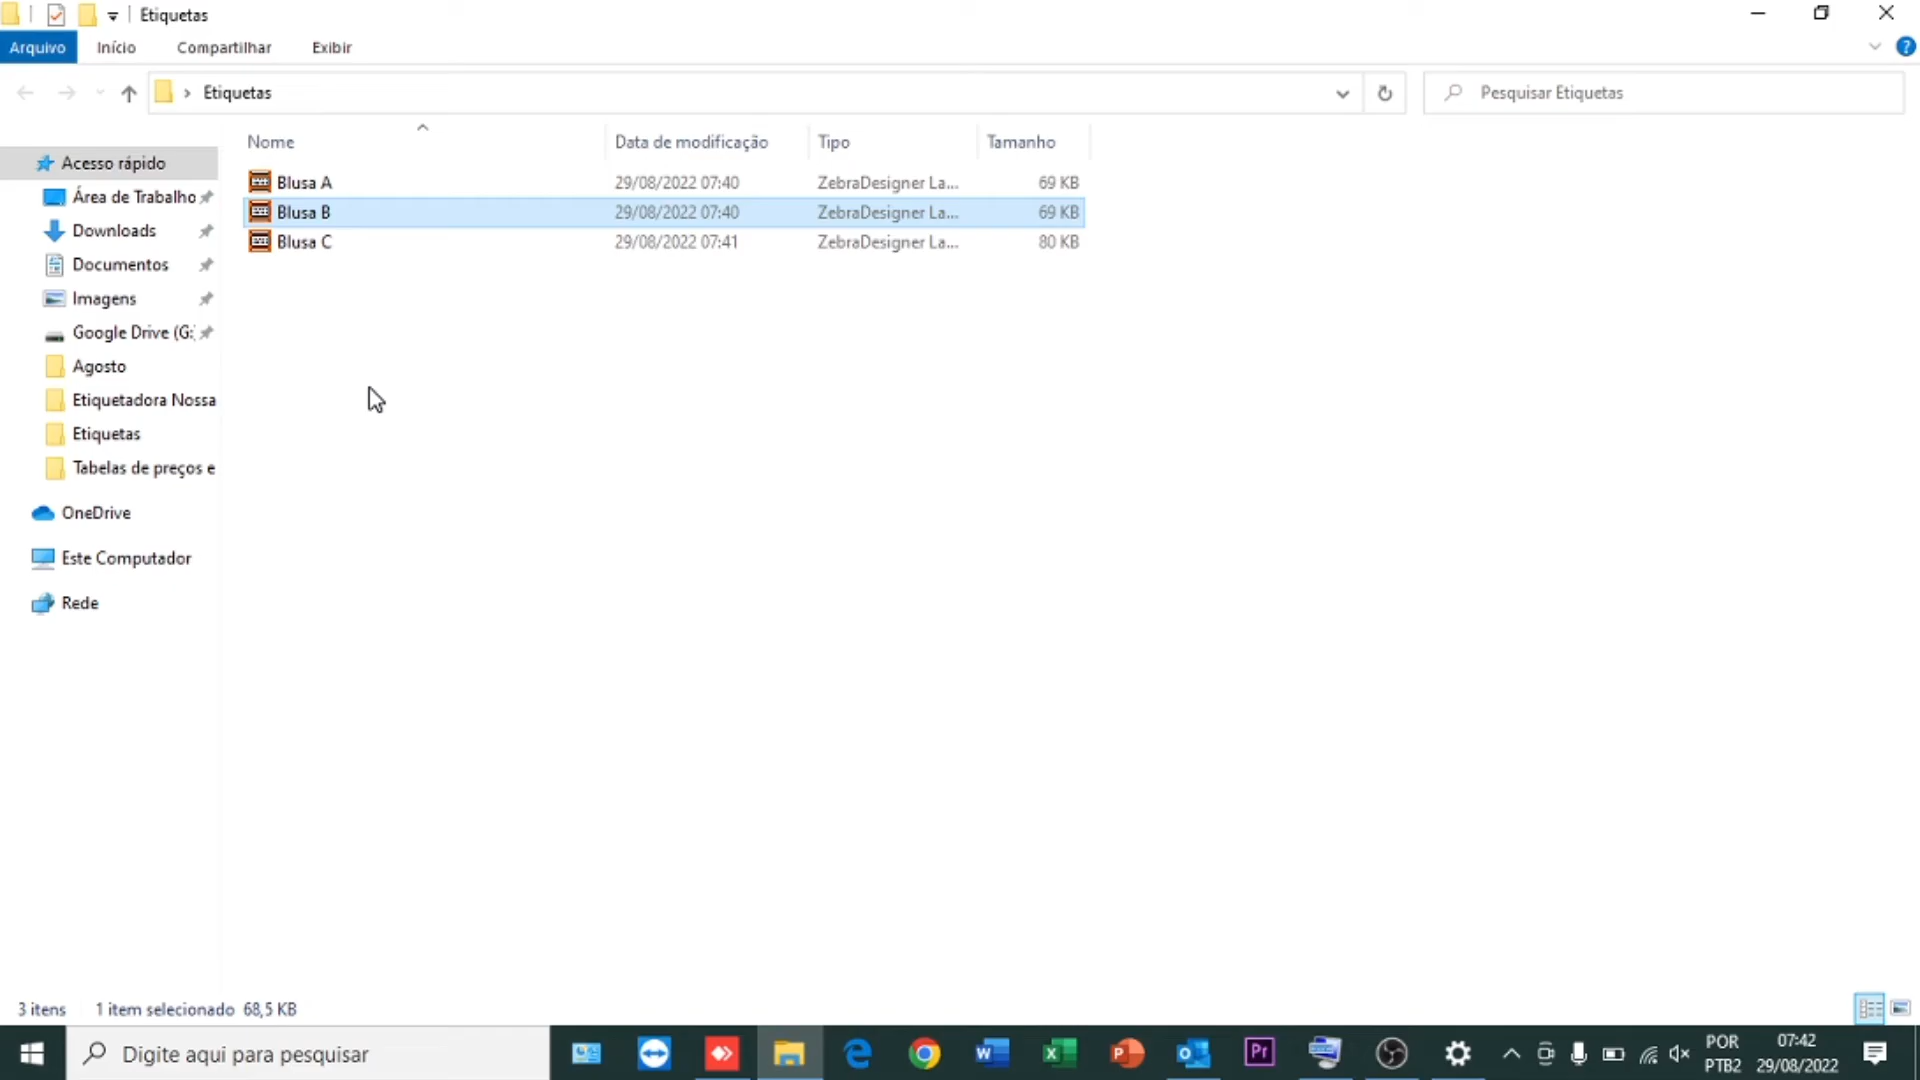 Etiquetas
Arquivo Início Compartilhar Exibir
Etiquetas
Pesquisar Etiquetas
Nome Data de modificação Tipo Tamanho
Blusa A 29/08/2022 07:40 ZebraDesigner La... 69 KB
Blusa B 29/08/2022 07:40 ZebraDesigner La... 69 KB
Blusa C 29/08/2022 07:41 ZebraDesigner La... 80 KB
Acesso rápido
Área de Trabalho
Downloads
Documentos
Imagens
Google Drive (G:
Agosto
Etiquetadora Nossa
Etiquetas
Tabelas de preços e
OneDrive
Este Computador
Rede
3 itens 1 item selecionado 68,5 KB
Digite aqui para pesquisar
POR 07:42
PTB2 29/08/2022